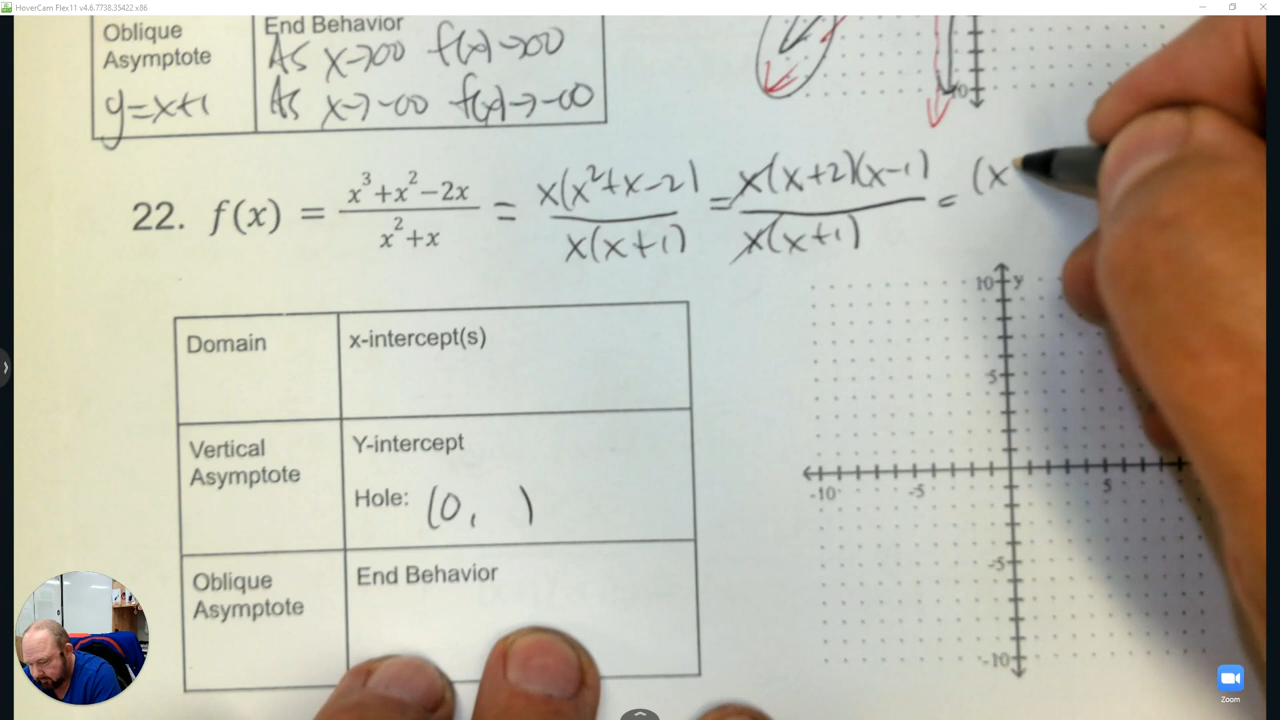 HoverCam Flex11 v4.6.7738.35422 x86
Oblique Asymptote
y=x+1
End Behavior
As x→∞ f(x)→∞
As x→-∞ f(x)→-∞
-10
22. f(x) = x³+x²−2x / x²+x = x(x²+x−2) / x(x+1) = x(x+2)(x−1) / x(x+1) = (x
Domain
x-intercept(s)
Vertical Asymptote
Y-intercept
Hole: (0, )
Oblique Asymptote
End Behavior
10 y
5
-10 -5 5
-5
-10
Zoom